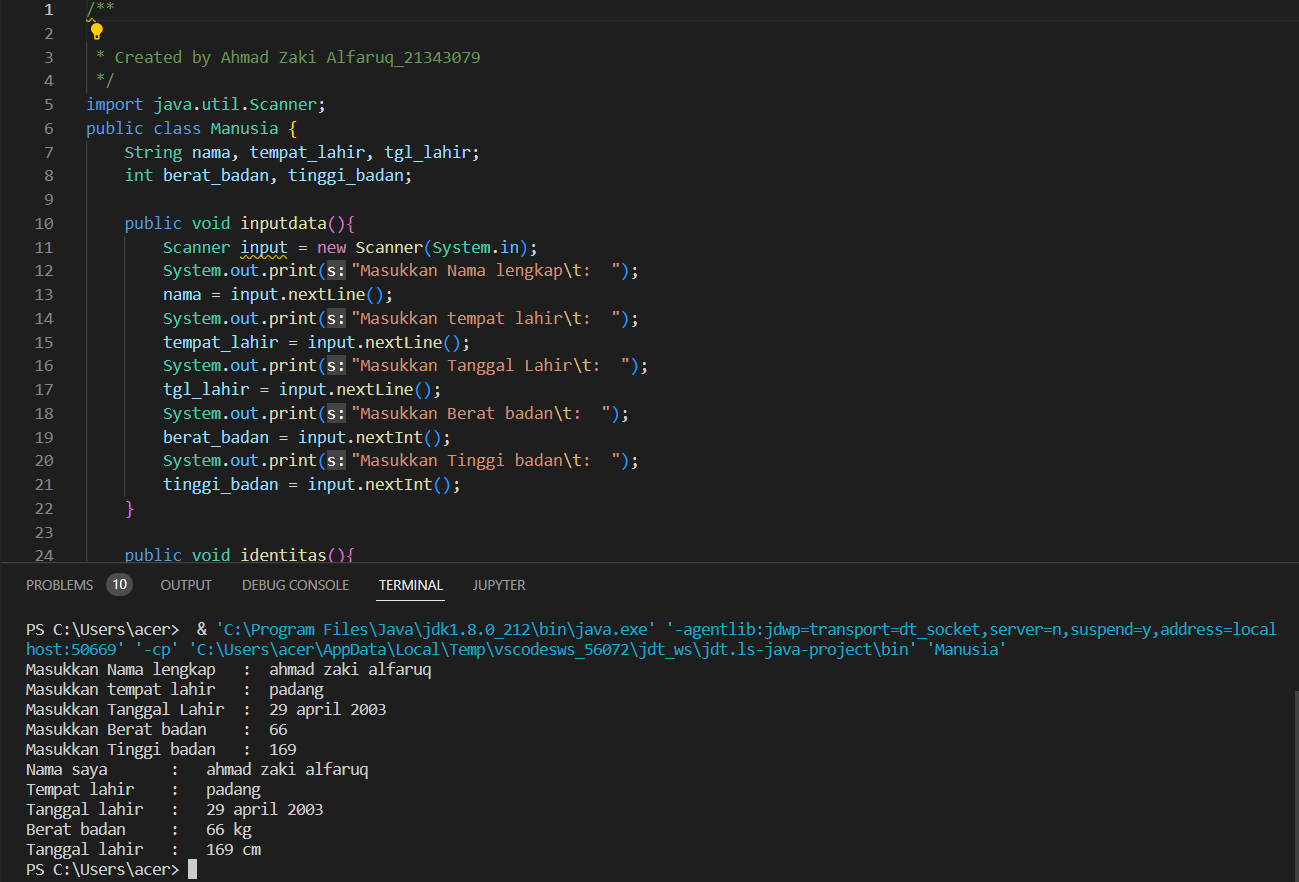 1 /**
2
3 * Created by Ahmad Zaki Alfaruq_21343079
4 */
5 import java.util.Scanner;
6 public class Manusia {
7 String nama, tempat_lahir, tgl_lahir;
8 int berat_badan, tinggi_badan;
9
10 public void inputdata(){
11 Scanner input = new Scanner(System.in);
12 System.out.print(s:"Masukkan Nama lengkap\t:  ");
13 nama = input.nextLine();
14 System.out.print(s:"Masukkan tempat lahir\t:  ");
15 tempat_lahir = input.nextLine();
16 System.out.print(s:"Masukkan Tanggal Lahir\t:  ");
17 tgl_lahir = input.nextLine();
18 System.out.print(s:"Masukkan Berat badan\t:  ");
19 berat_badan = input.nextInt();
20 System.out.print(s:"Masukkan Tinggi badan\t:  ");
21 tinggi_badan = input.nextInt();
22 }
23
24 public void identitas(){
PROBLEMS 10 OUTPUT DEBUG CONSOLE TERMINAL JUPYTER
PS C:\Users\acer>  & 'C:\Program Files\Java\jdk1.8.0_212\bin\java.exe' '-agentlib:jdwp=transport=dt_socket,server=n,suspend=y,address=local
host:50669' '-cp' 'C:\Users\acer\AppData\Local\Temp\vscodesws_56072\jdt_ws\jdt.ls-java-project\bin' 'Manusia'
Masukkan Nama lengkap   :  ahmad zaki alfaruq
Masukkan tempat lahir   :  padang
Masukkan Tanggal Lahir  :  29 april 2003
Masukkan Berat badan    :  66
Masukkan Tinggi badan   :  169
Nama saya       :   ahmad zaki alfaruq
Tempat lahir    :   padang
Tanggal lahir   :   29 april 2003
Berat badan     :   66 kg
Tanggal lahir   :   169 cm
PS C:\Users\acer>